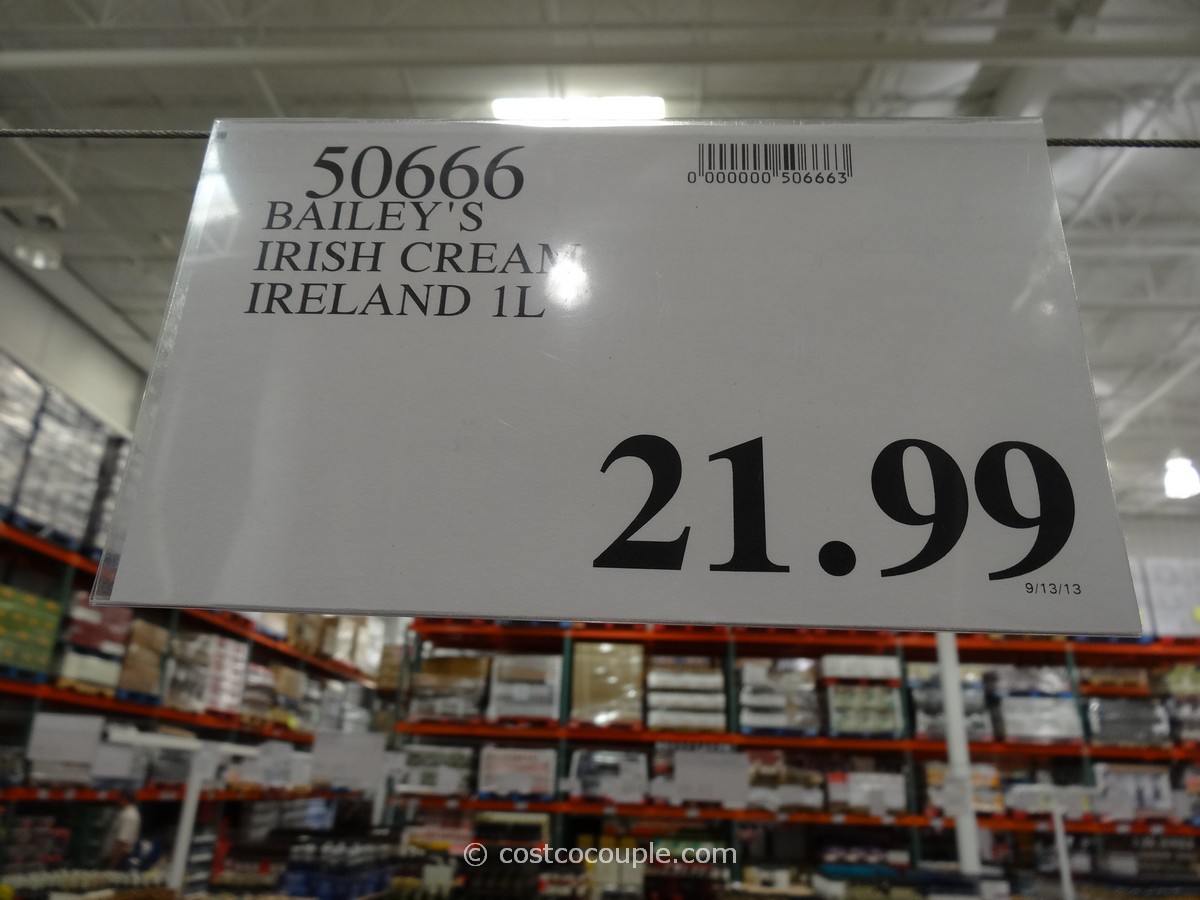 50666
BAILEY'S
IRISH CREAM
IRELAND 1L
0 000000 506663
21.99
9/13/13
© costcocouple.com